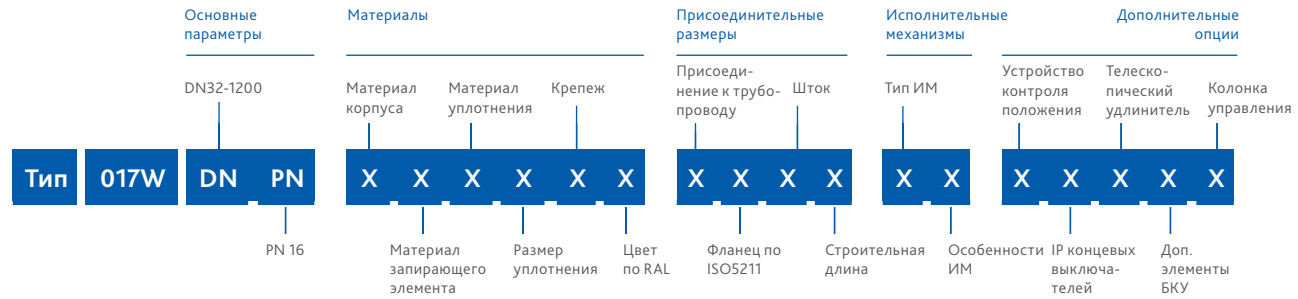 Основные
параметры
Материалы
Присоединительные
размеры
Исполнительные
механизмы
Дополнительные
опции
DN32-1200
Материал
корпуса
Материал
уплотнения
Крепеж
Присоеди-
нение к трубо-
проводу
Шток
Тип ИМ
Устройство
контроля
положения
Телеско-
пический
удлинитель
Колонка
управления
Тип 017W DN PN X X X X X X X X X X X X X X X X X
PN 16
Материал
запирающего
элемента
Размер
уплотнения
Цвет
по RAL
Фланец по
ISO5211
Строительная
длина
Особенности
ИМ
IP концевых
выключа-
телей
Доп.
элементы
БКУ